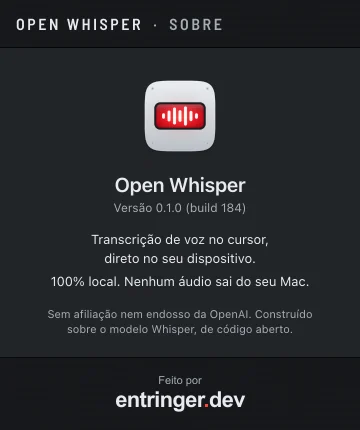 OPEN WHISPER · SOBRE
Open Whisper
Versão 0.1.0 (build 184)
Transcrição de voz no cursor,
direto no seu dispositivo.
100% local. Nenhum áudio sai do seu Mac.
Sem afiliação nem endosso da OpenAI. Construído
sobre o modelo Whisper, de código aberto.
Feito por
entringer.dev